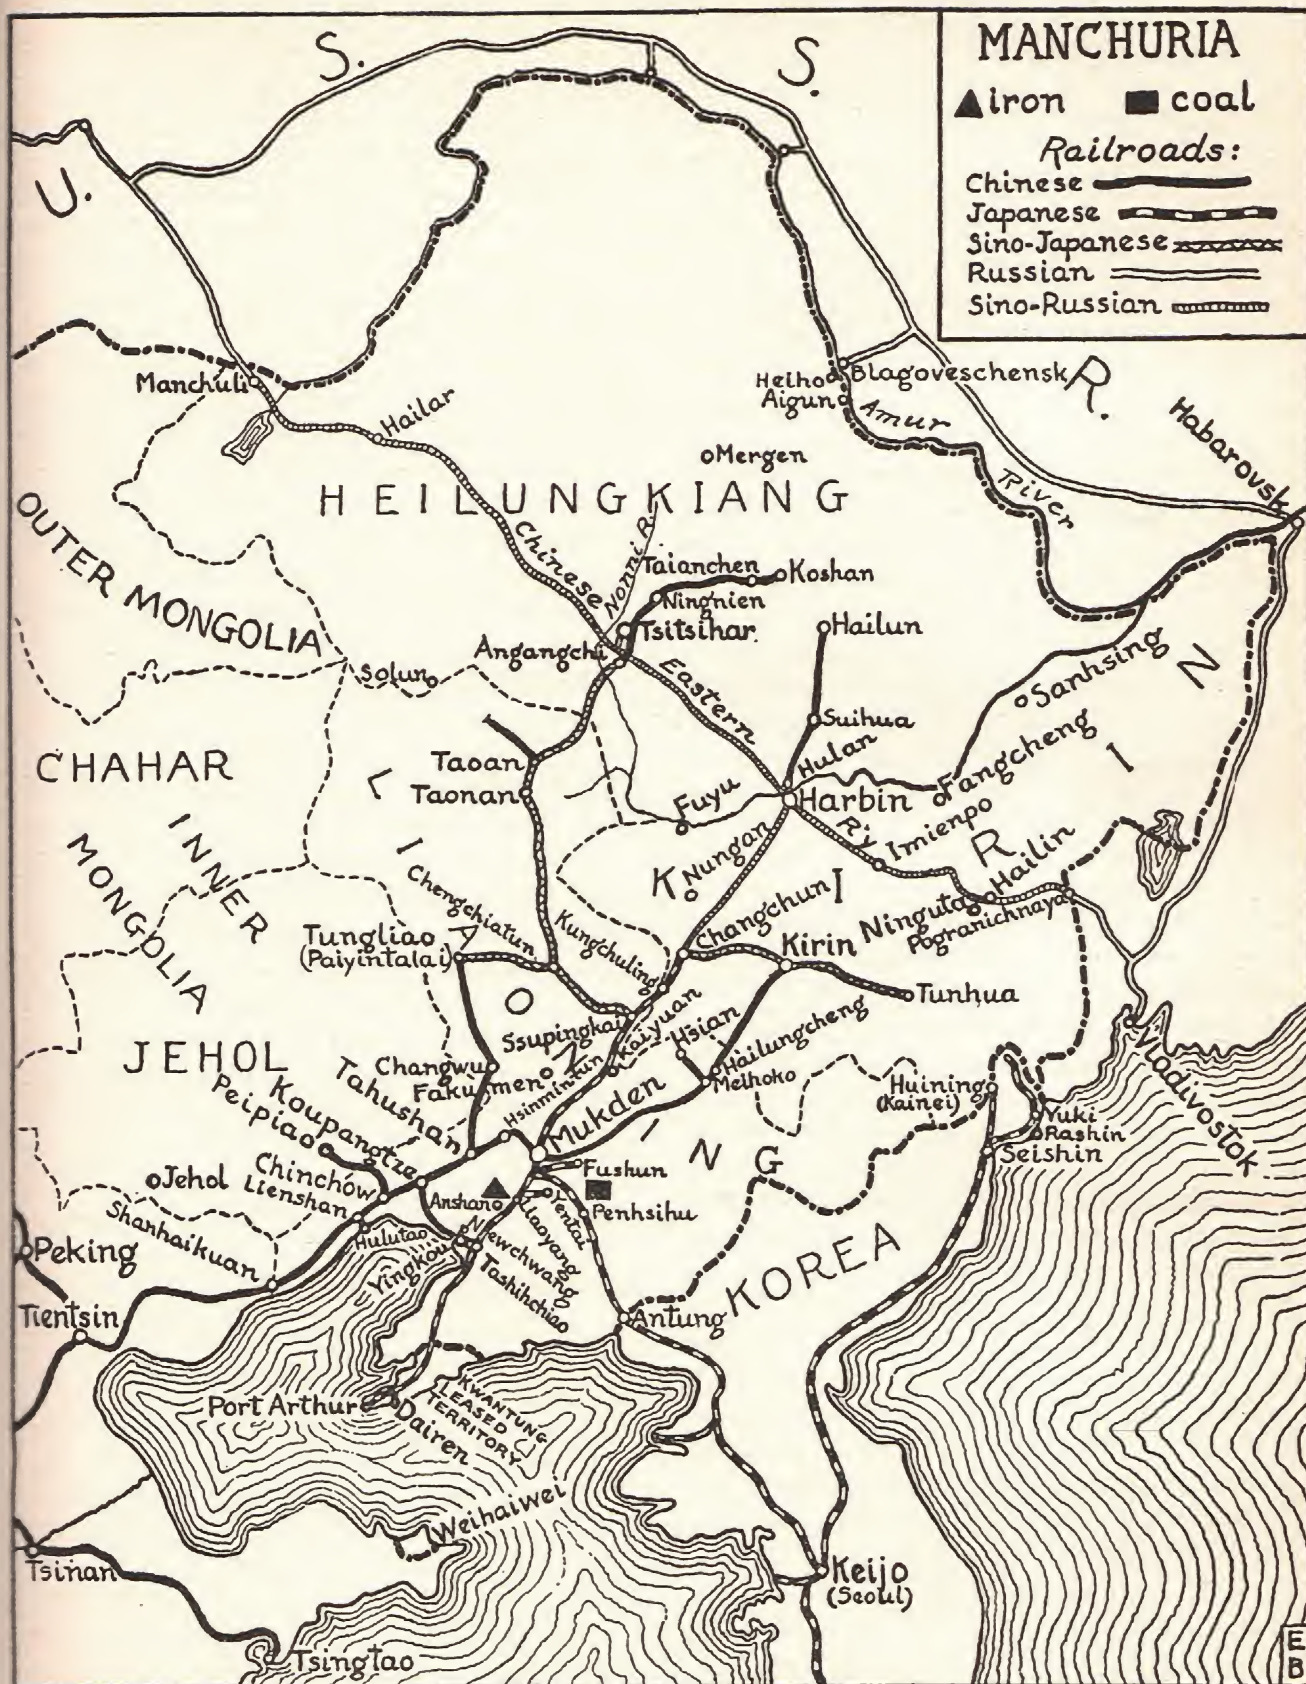 MANCHURIA
iron coal
Railroads:
Chinese
Japanese
Sino-Japanese
Russian
Sino-Russian
U. S. S. R.
Manchuli
Hailar
Helho
Aigun
Blagoveschensk
Amur
River
Habarovsk
Mergen
HEILUNGKIANG
OUTER MONGOLIA
Chinese
Nonni R.
Taianchen
Koshan
Ningnien
Tsitsihar
Angangchi
Hailun
Solun
Eastern
Sanhsing
Suihua
Hulan
CHAHAR
Taoan
Taonan
Fuyu
Harbin
Fangcheng
R'y
Imienpo
INNER
MONGOLIA
KIRIN
Nungan
Hailin
Ninguta
Pogranichnaya
Chengchiatun
Kungchuling
Changchun
Kirin
Tungliao
(Paiyintalai)
LIAONING
Tunhua
Ssupingkai
Kaiyuan
Hsian
Hailungcheng
Melhoko
JEHOL
Changwu
Fakumen
Hsinmintun
Tahushan
Koupangtze
Peipiao
Mukden
Huining
(Kainei)
Yuki
Rashin
Seishin
Vladivostok
Jehol
Chinchow
Lienshan
Fushun
Anshan
Yentai
Penhsihu
Liaoyang
Shanhaikuan
Hulutao
Newchwang
Yingkou
Tashihchiao
Peking
Tientsin
KOREA
Antung
Port Arthur
Dairen
KWANTUNG
LEASED
TERRITORY
Weihaiwei
Tsinan
Tsingtao
Keijo
(Seoul)
E
B